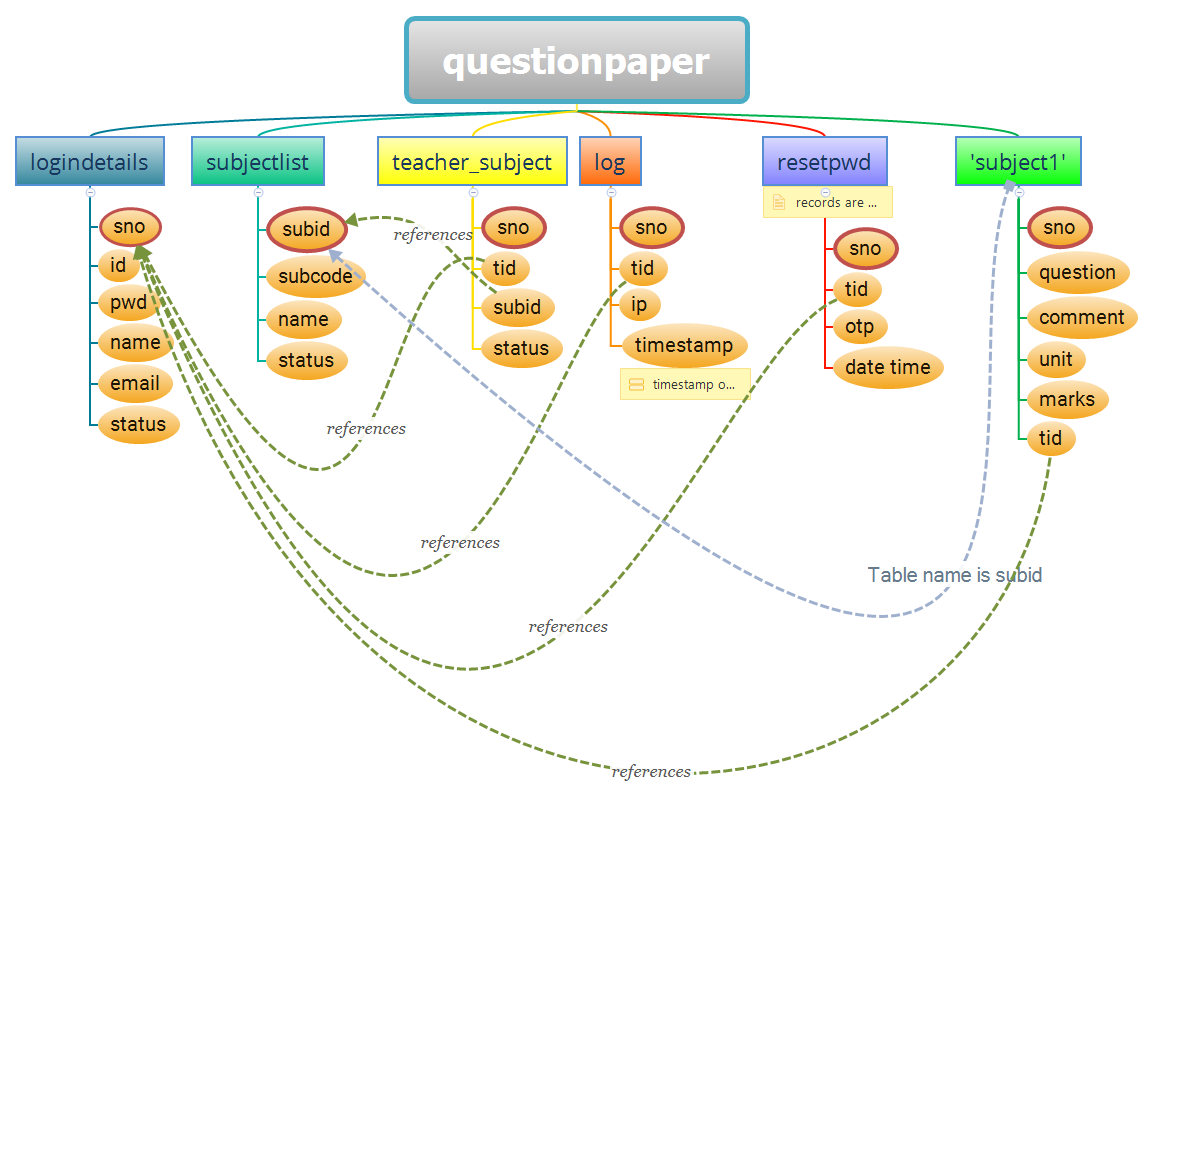 questionpaper
logindetails
sno
id
pwd
name
email
status
subjectlist
subid
subcode
name
status
teacher_subject
sno
tid
subid
status
log
sno
tid
ip
timestamp
timestamp o...
resetpwd
records are ...
sno
tid
otp
date time
'subject1'
sno
question
comment
unit
marks
tid
references
references
references
Table name is subid
references
references